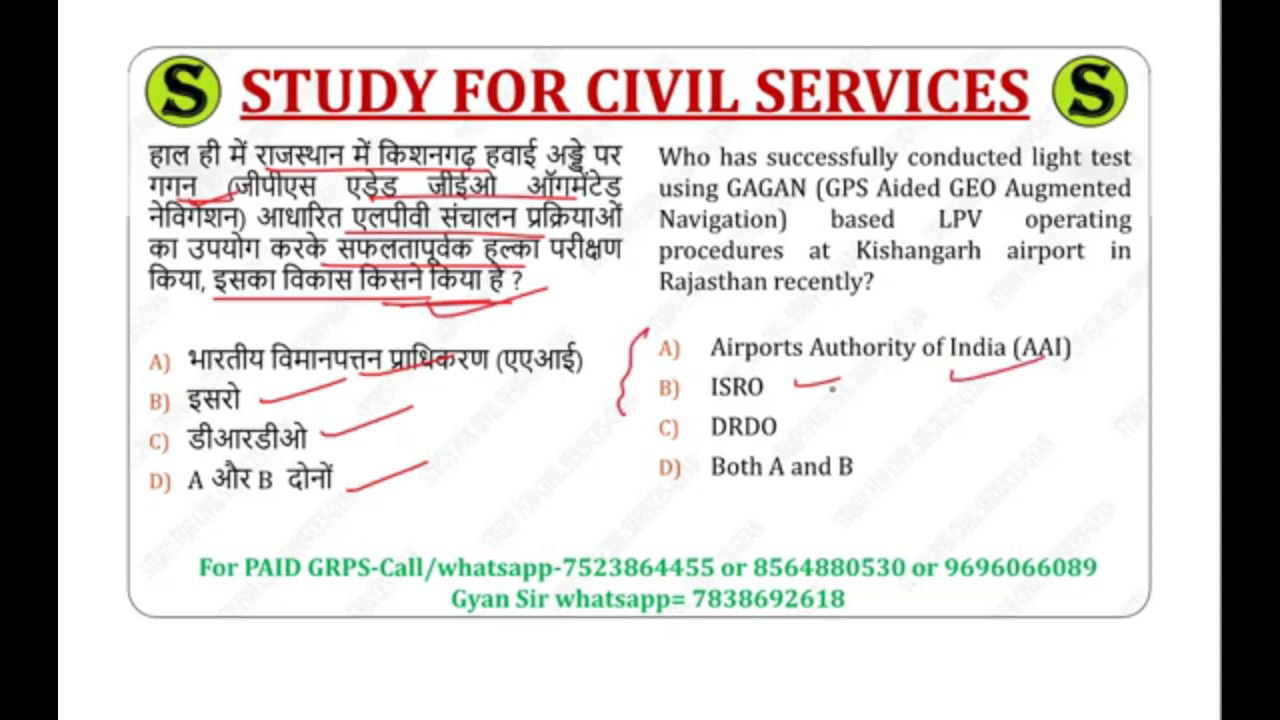 S STUDY FOR CIVIL SERVICES S
हाल ही में राजस्थान में किशनगढ़ हवाई अड्डे पर
गगन (जीपीएस एडेड जीईओ ऑगमेंटेड
नेविगेशन) आधारित एलपीवी संचालन प्रक्रियाओं
का उपयोग करके सफलतापूर्वक हल्का परीक्षण
किया, इसका विकास किसने किया है ?
A) भारतीय विमानपत्तन प्राधिकरण (एएआई)
B) इसरो
C) डीआरडीओ
D) A और B दोनों
Who has successfully conducted light test
using GAGAN (GPS Aided GEO Augmented
Navigation) based LPV operating
procedures at Kishangarh airport in
Rajasthan recently?
A) Airports Authority of India (AAI)
B) ISRO
C) DRDO
D) Both A and B
For PAID GRPS-Call/whatsapp-7523864455 or 8564880530 or 9696066089
Gyan Sir whatsapp= 7838692618